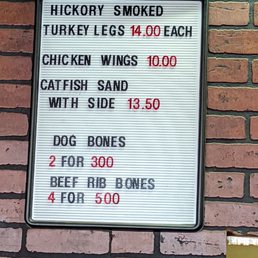 HICKORY SMOKED
TURKEY LEGS 14.00 EACH
CHICKEN WINGS 10.00
CATFISH SAND
WITH SIDE 13.50
DOG BONES
2 FOR 300
BEEF RIB BONES
4 FOR 500